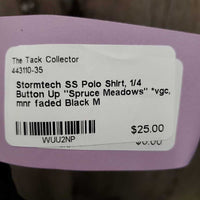 The Tack Collector
443110-35
Stormtech SS Polo Shirt, 1/4
Button Up "Spruce Meadows" *vgc,
mnr faded Black M
$25.00
WUU2NP